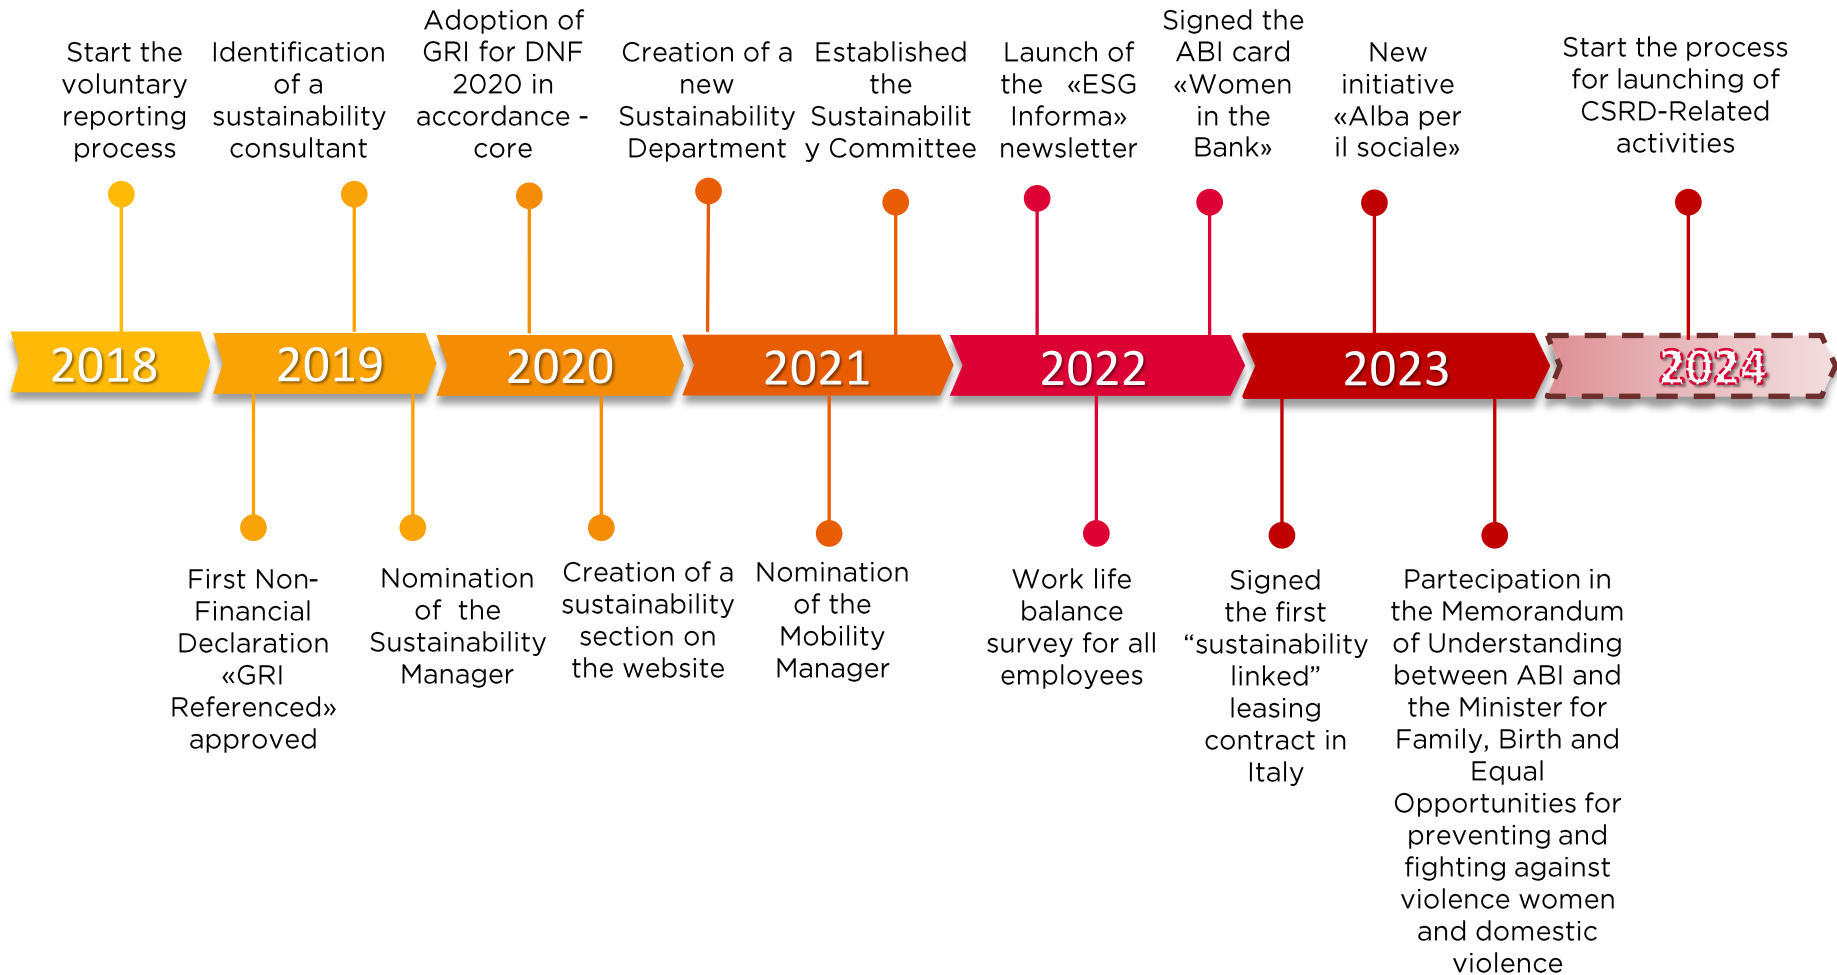 Start the
voluntary
reporting
process
Identification
of a
sustainability
consultant
Adoption of
GRI for DNF
2020 in
accordance -
core
Creation of a
new
Sustainability
Department
Established
the
Sustainabilit
y Committee
Launch of
the «ESG
Informa»
newsletter
Signed the
ABI card
«Women
in the
Bank»
New
initiative
«Alba per
il sociale»
Start the process
for launching of
CSRD-Related
activities
2018
2019
2020
2021
2022
2023
2024
First Non-
Financial
Declaration
«GRI
Referenced»
approved
Nomination
of the
Sustainability
Manager
Creation of a
sustainability
section on
the website
Nomination
of the
Mobility
Manager
Work life
balance
survey for all
employees
Signed
the first
“sustainability
linked”
leasing
contract in
Italy
Partecipation in
the Memorandum
of Understanding
between ABI and
the Minister for
Family, Birth and
Equal
Opportunities for
preventing and
fighting against
violence women
and domestic
violence